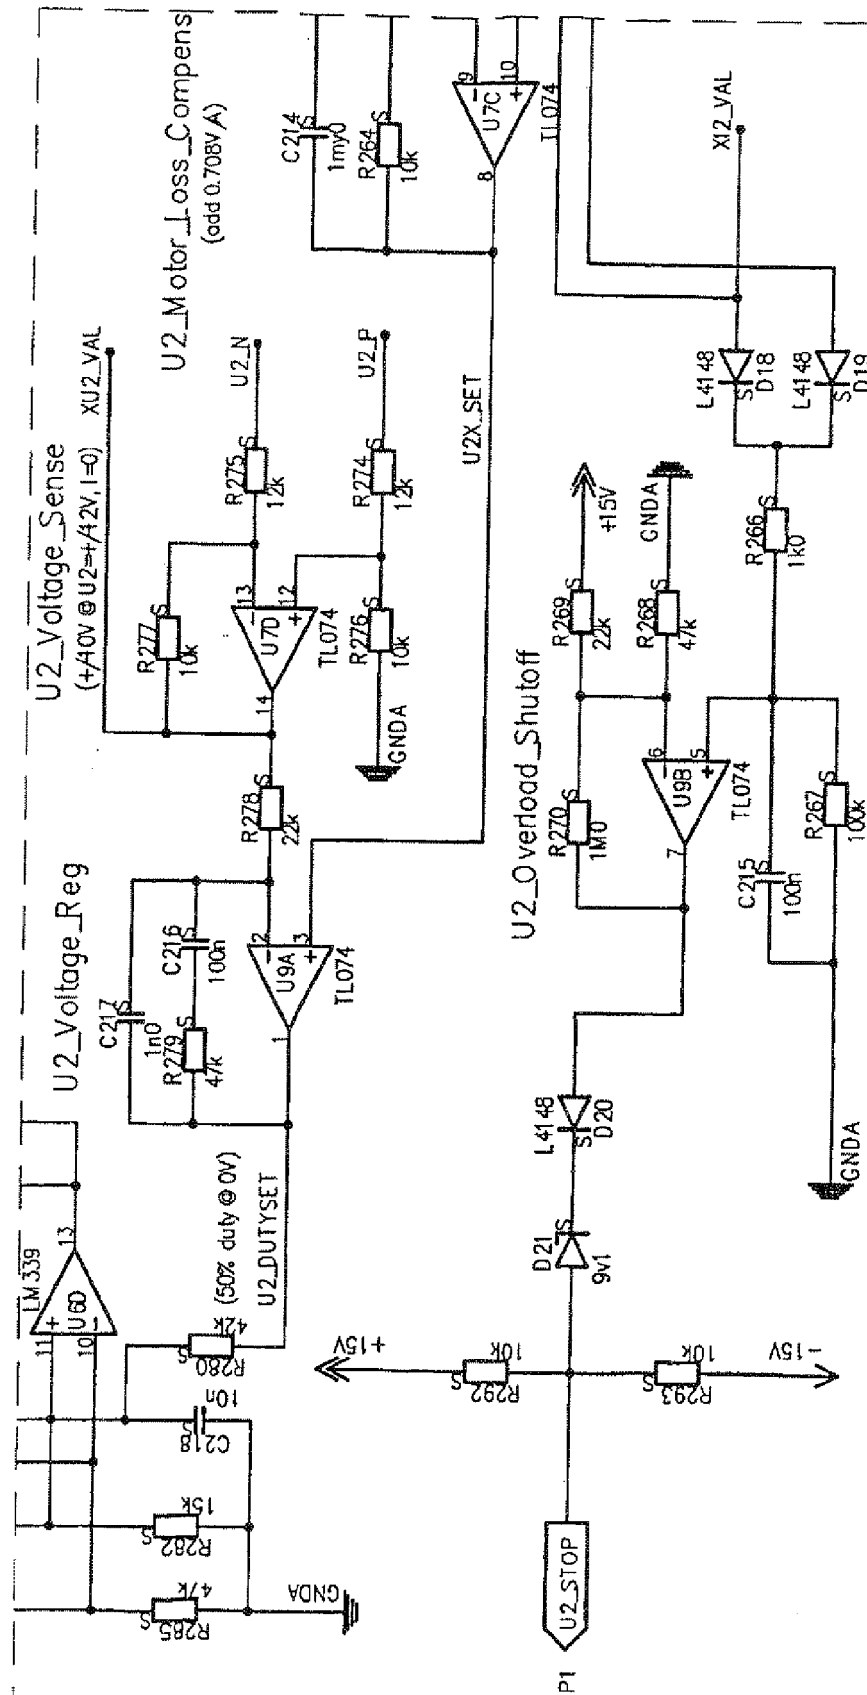 U2_Motor_Loss_Compens
(add 0.708V/A)
C214
S
1my0
R264
S
10k
9
10
U7C
8
TL074
XI2_VAL
U2_Voltage_Sense
(+/-10V @ U2=+/-12V, I=0)
XU2_VAL
U2_N
U2_P
R275
S
12k
R274
S
12k
U2X_SET
R277
S
10k
13
12
U7D
14
TL074
R276
S
10k
GNDA
R278
S
22k
L4148
S
D18
L4148
S
D19
+15V
GNDA
R269
S
22k
R268
S
47k
R266
S
1k0
U2_Overload_Shutoff
R270
S
1M0
6
5
U9B
7
TL074
R267
S
100k
C215
S
100n
GNDA
U2_Voltage_Reg
C217
S
1n0
C216
S
100n
R279
S
47k
2
3
U9A
1
TL074
L4148
S
D20
D21
S
9v1
LM339
13
U6D
11
10
(50% duty @ 0V)
U2_DUTYSET
R280
S
42k
C218
S
10n
R282
S
15k
R285
S
47k
GNDA
+15V
R292
S
10k
R293
S
10k
-15V
U2_STOP
P1